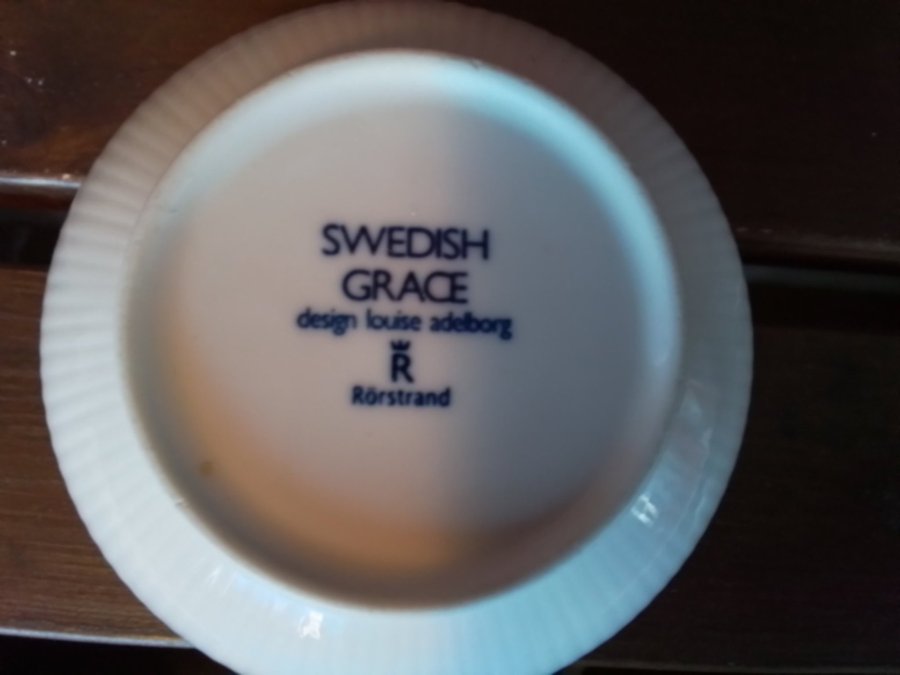 SWEDISH
GRACE
design louise adelborg
R
Rörstrand